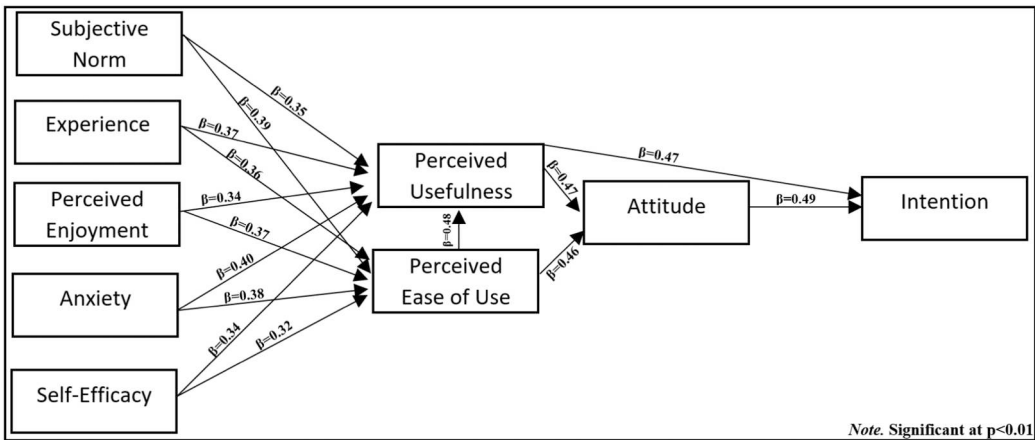 Subjective
Norm
β=0.35
β=0.39
Experience
β=0.37
β=0.36
Perceived
Enjoyment
β=0.34
β=0.37
Anxiety
β=0.40
β=0.38
Self-Efficacy
β=0.34
β=0.32
Perceived
Usefulness
β=0.48
Perceived
Ease of Use
β=0.47
β=0.47
β=0.46
Attitude
β=0.49
Intention
Note. Significant at p<0.01